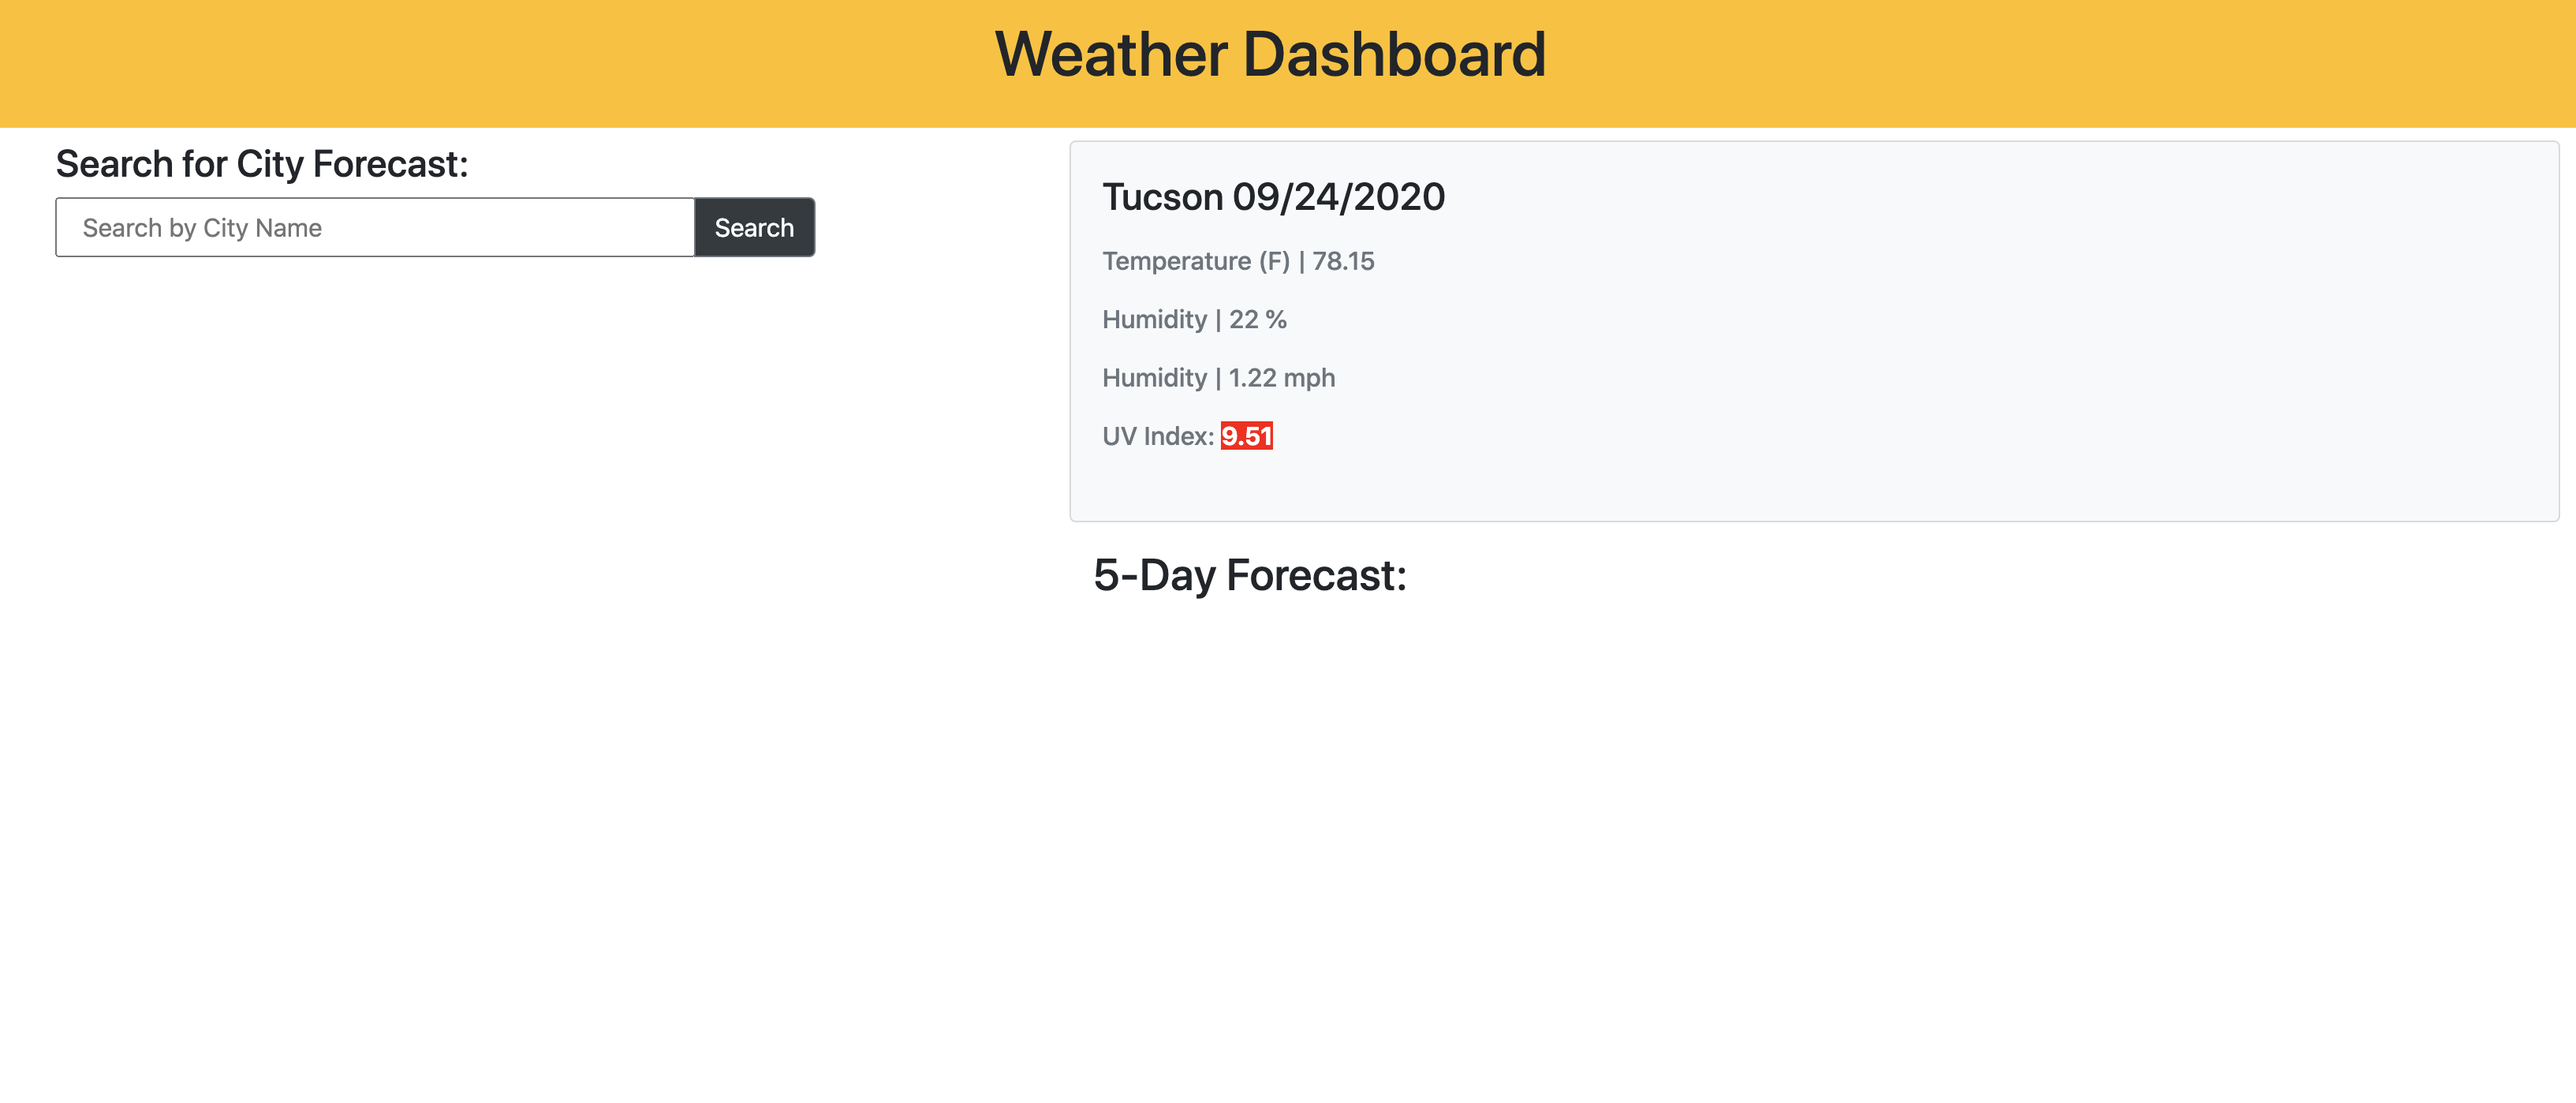 Weather Dashboard
Search for City Forecast:
Search by City Name
Search
Tucson 09/24/2020
Temperature (F) | 78.15
Humidity | 22 %
Humidity | 1.22 mph
UV Index: 9.51
5-Day Forecast: